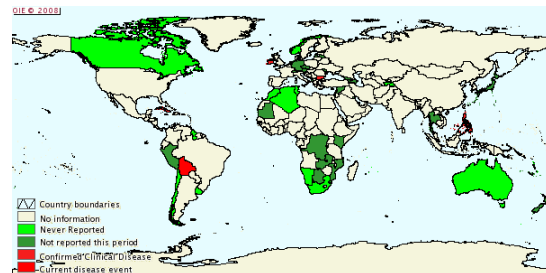 OIE © 2008
Country boundaries
No information
Never Reported
Not reported this period
Confirmed Clinical Disease
Current disease event